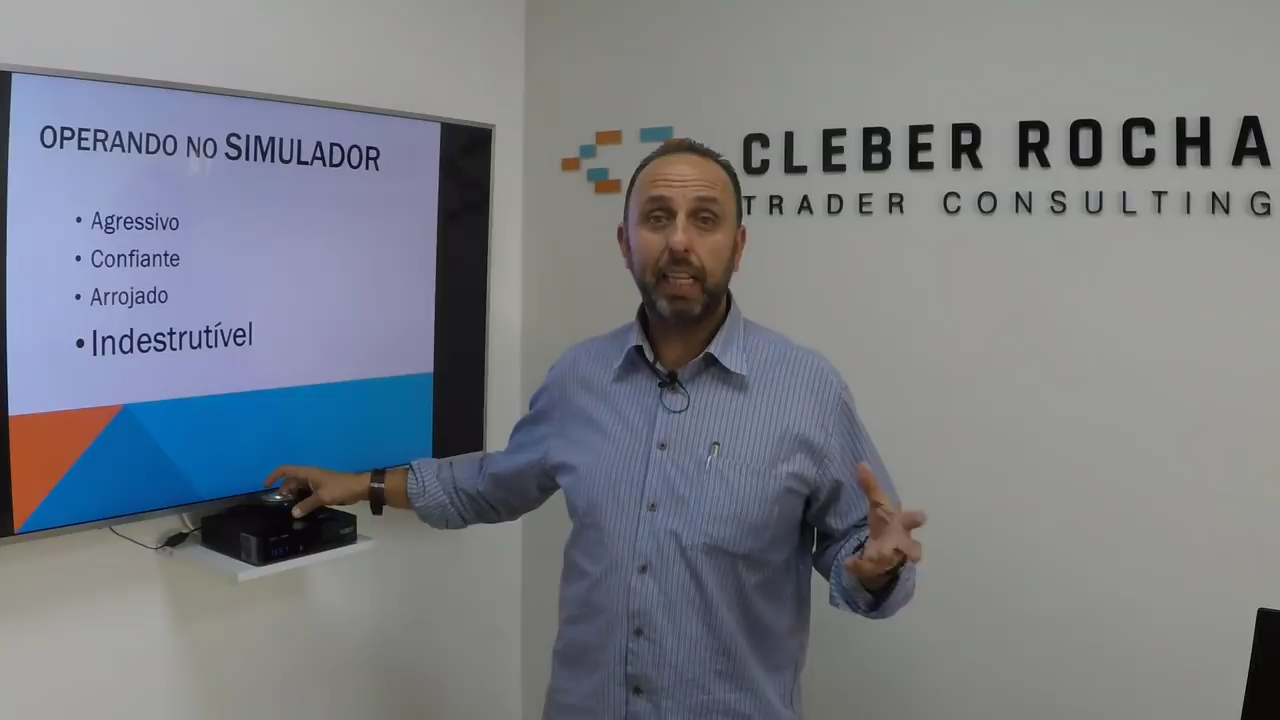 OPERANDO NO SIMULADOR
• Agressivo
• Confiante
• Arrojado
• Indestrutível
CLEBER ROCHA
TRADER CONSULTING